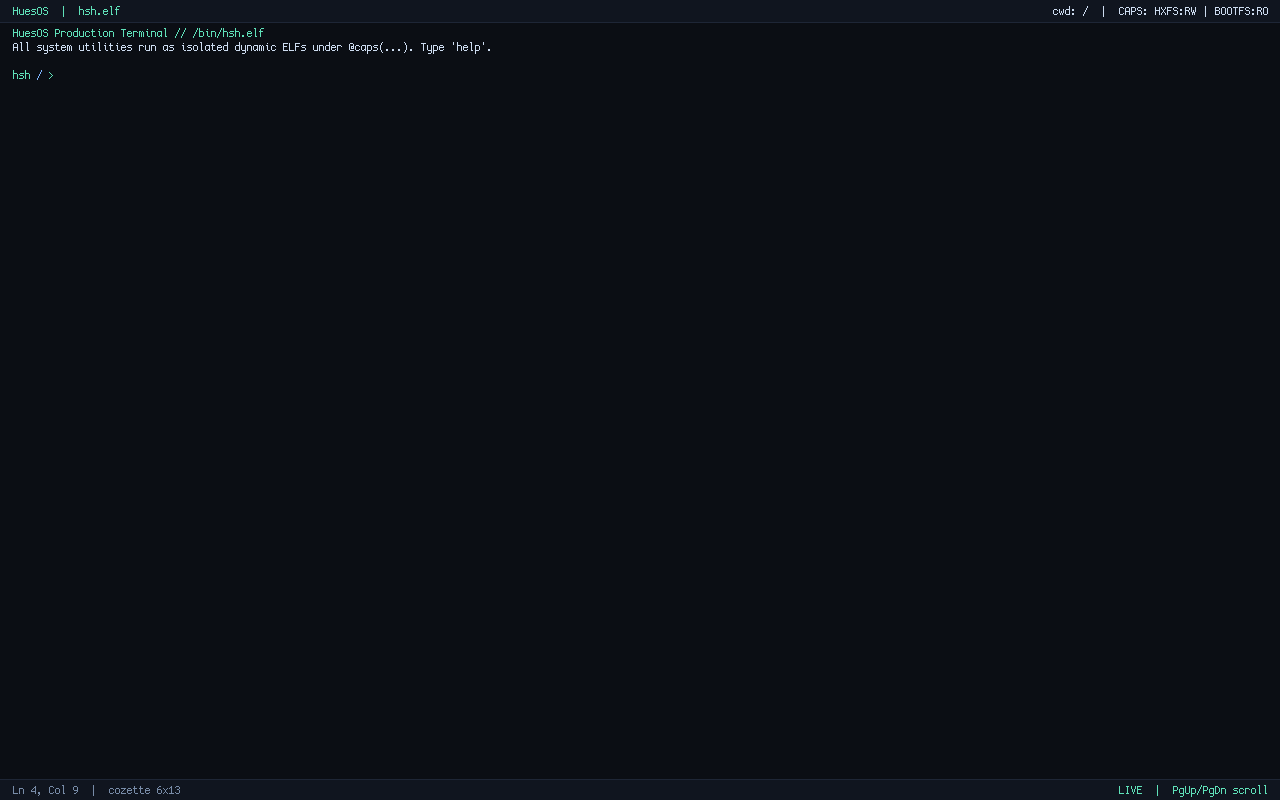 HuesOS | hsh.elf cwd: / | CAPS: HXFS:RW | BOOTFS:RO
HuesOS Production Terminal // /bin/hsh.elf
All system utilities run as isolated dynamic ELFs under @caps(...). Type 'help'.
hsh / >
Ln 4, Col 9 | cozette 6x13 LIVE | PgUp/PgDn scroll